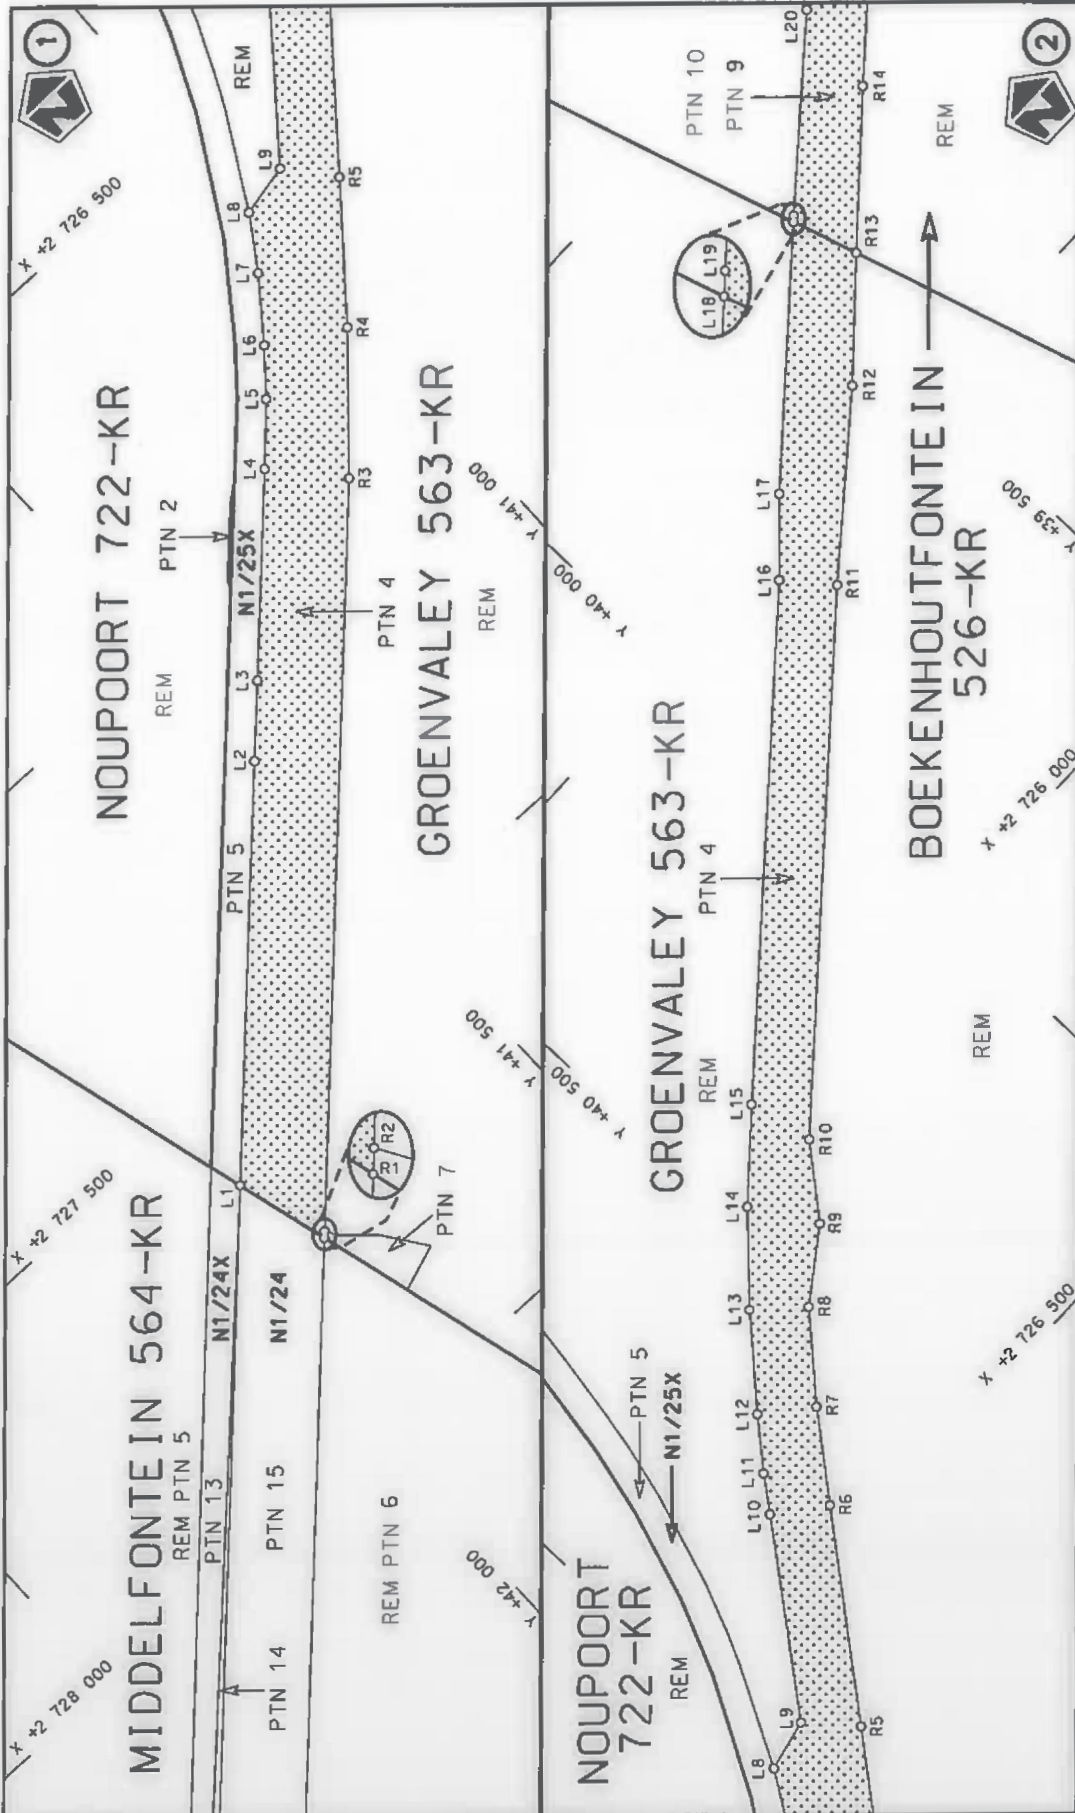 1
X +2 728 000
X +2 727 500
X +2 726 500
MIDDELFONTEIN 564-KR
REM PTN 5
PTN 13
PTN 14
PTN 15
N1/24X
N1/24
REM PTN 6
PTN 7
NOUPOORT 722-KR
REM
PTN 2
PTN 5
N1/25X
REM
L1
L2
L3
L4
L5
L6
L7
L8
L9
R1
R2
R3
R4
R5
PTN 4
GROENVALEY 563-KR
REM
Y +42 000
Y +41 500
Y +41 000
2
NOUPOORT
722-KR
REM
PTN 5
N1/25X
Y +40 500
Y +40 000
GROENVALEY 563-KR
REM
PTN 4
PTN 10
PTN 9
L8
L9
L10
L11
L12
L13
L14
L15
L16
L17
L18
L19
L20
R5
R6
R7
R8
R9
R10
R11
R12
R13
R14
REM
BOEKENHOUTFONTEIN
526-KR
REM
X +2 726 500
X +2 726 000
Y +39 500